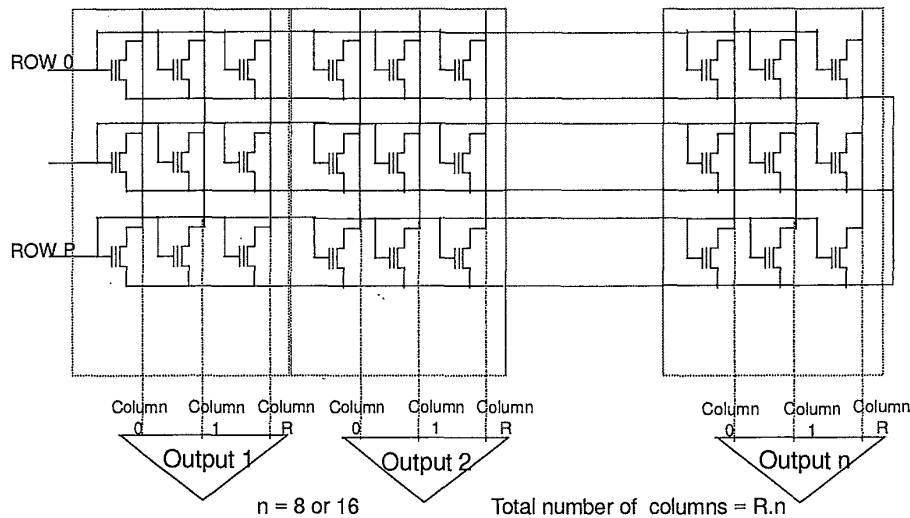 ROW 0
ROW P
Column Column Column Column Column Column Column Column Column
0 1 R 0 1 R 0 1 R
Output 1 Output 2 Output n
n = 8 or 16 Total number of columns = R.n